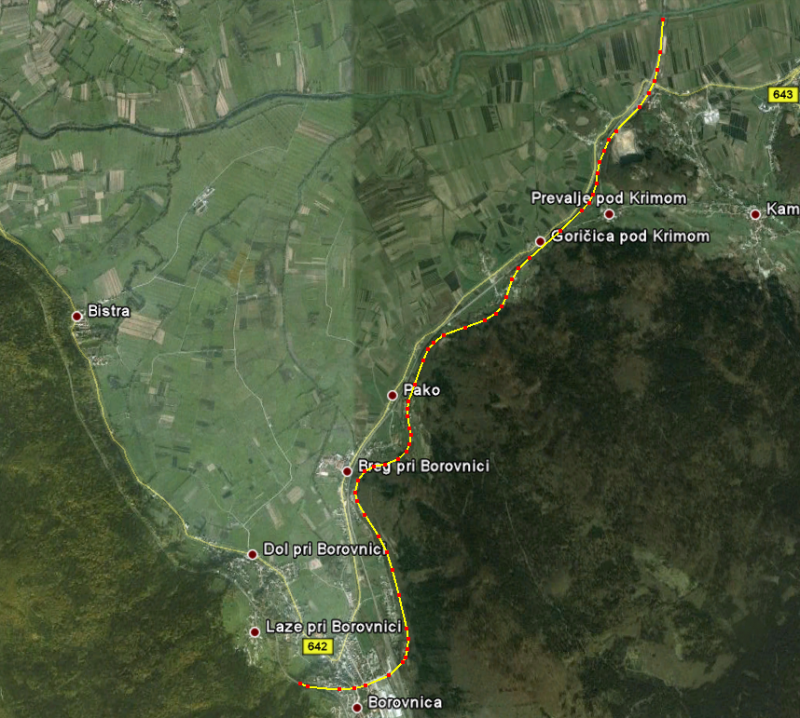 643
Prevalje pod Krimom
Kam
Goričica pod Krimom
Bistra
Pako
Breg pri Borovnici
Dol pri Borovnici
Laze pri Borovnici
642
Borovnica